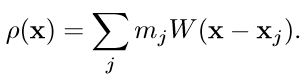 ρ(𝐱) = ∑_j m_j W(𝐱 − 𝐱_j).